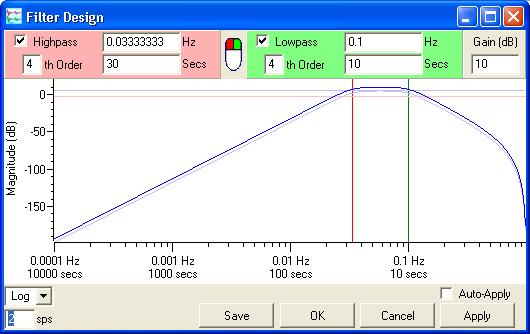 Filter Design
Highpass 0.03333333 Hz
4 th Order 30 Secs
Lowpass 0.1 Hz
4 th Order 10 Secs
Gain (dB)
10
Magnitude (dB)
0
-50
-100
-150
0.0001 Hz 0.001 Hz 0.01 Hz 0.1 Hz
10000 secs 1000 secs 100 secs 10 secs
Log
Auto-Apply
2 sps
Save OK Cancel Apply